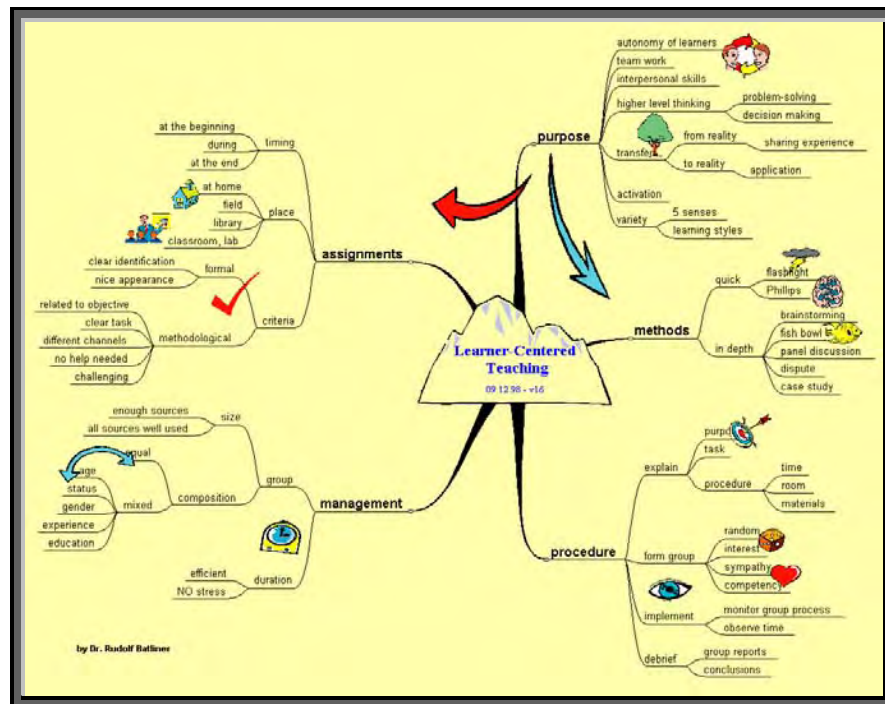 Learner-Centered
Teaching
09.12.98 - v16
purpose
autonomy of learners
team work
interpersonal skills
higher level thinking
problem-solving
decision making
from reality
sharing experience
to reality
application
activation
variety
5 senses
learning styles
methods
quick
flashlight
Phillips
in depth
brainstorming
fish bowl
panel discussion
dispute
case study
procedure
explain
task
procedure
time
room
materials
form group
random
interest
sympathy
competency
implement
monitor group process
observe time
debrief
group reports
conclusions
assignments
timing
at the beginning
during
at the end
place
at home
field
library
classroom, lab
criteria
formal
clear identification
nice appearance
methodological
related to objective
clear task
different channels
no help needed
challenging
management
group
size
enough sources
all sources well used
composition
equal
mixed
age
status
gender
experience
education
duration
efficient
NO stress
by Dr. Rudolf Batliner